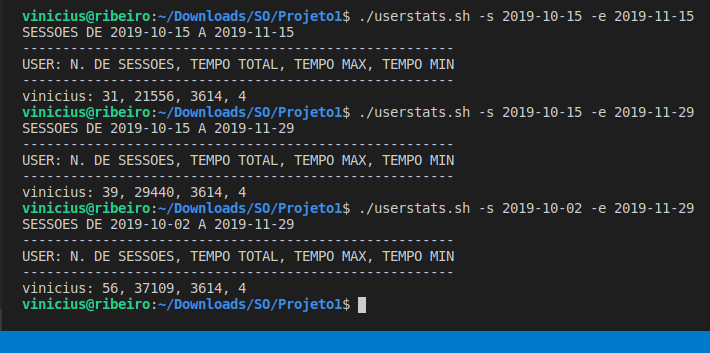 vinicius@ribeiro:~/Downloads/SO/Projeto1$ ./userstats.sh -s 2019-10-15 -e 2019-11-15
SESSOES DE 2019-10-15 A 2019-11-15
------------------------------------------------------
USER: N. DE SESSOES, TEMPO TOTAL, TEMPO MAX, TEMPO MIN
------------------------------------------------------
vinicius: 31, 21556, 3614, 4
vinicius@ribeiro:~/Downloads/SO/Projeto1$ ./userstats.sh -s 2019-10-15 -e 2019-11-29
SESSOES DE 2019-10-15 A 2019-11-29
------------------------------------------------------
USER: N. DE SESSOES, TEMPO TOTAL, TEMPO MAX, TEMPO MIN
------------------------------------------------------
vinicius: 39, 29440, 3614, 4
vinicius@ribeiro:~/Downloads/SO/Projeto1$ ./userstats.sh -s 2019-10-02 -e 2019-11-29
SESSOES DE 2019-10-02 A 2019-11-29
------------------------------------------------------
USER: N. DE SESSOES, TEMPO TOTAL, TEMPO MAX, TEMPO MIN
------------------------------------------------------
vinicius: 56, 37109, 3614, 4
vinicius@ribeiro:~/Downloads/SO/Projeto1$